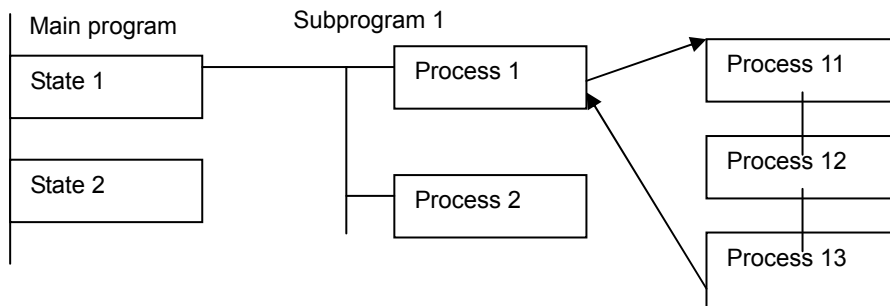 Main program
Subprogram 1
State 1
Process 1
Process 11
State 2
Process 2
Process 12
Process 13